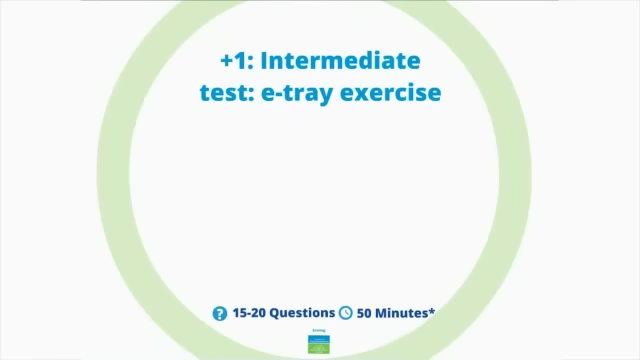 +1: Intermediate
test: e-tray exercise
? 15-20 Questions 50 Minutes*